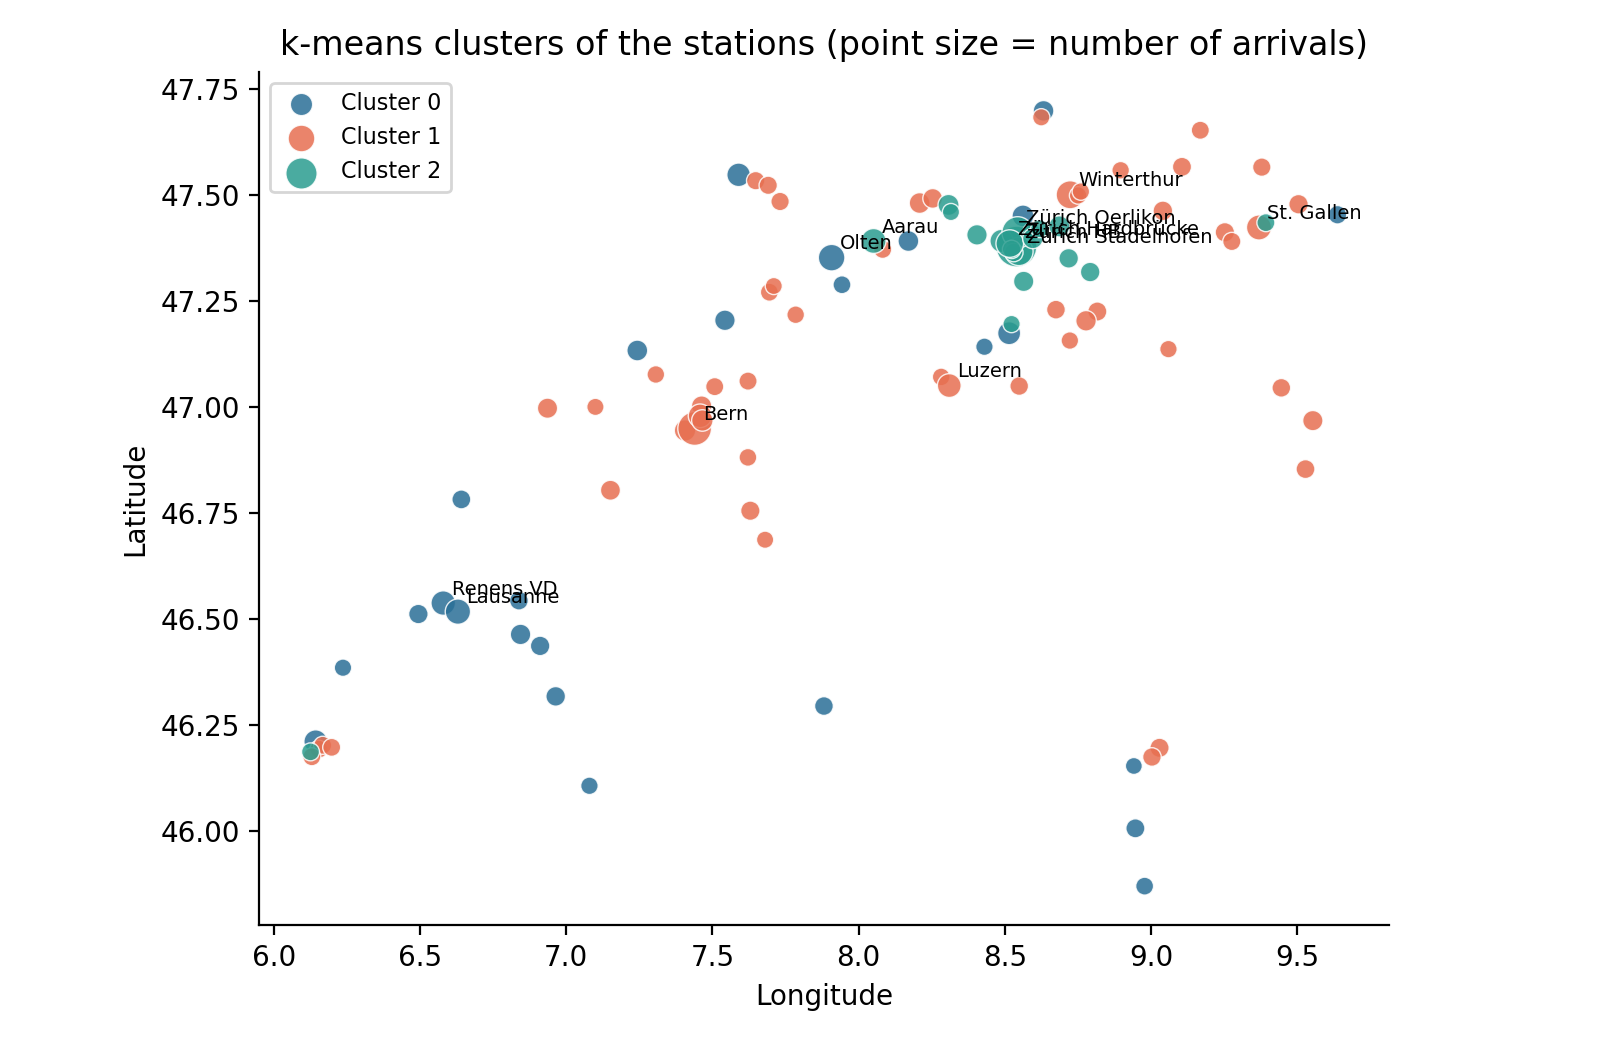 k-means clusters of the stations (point size = number of arrivals)
Cluster 0
Cluster 1
Cluster 2
47.75
47.50
47.25
47.00
46.75
46.50
46.25
46.00
Latitude
Winterthur
St. Gallen
Zürich Oerlikon
Aarau
Zürich Hardbrücke
Zürich Stadelhofen
Olten
Luzern
Bern
Renens VD
Lausanne
6.0 6.5 7.0 7.5 8.0 8.5 9.0 9.5
Longitude